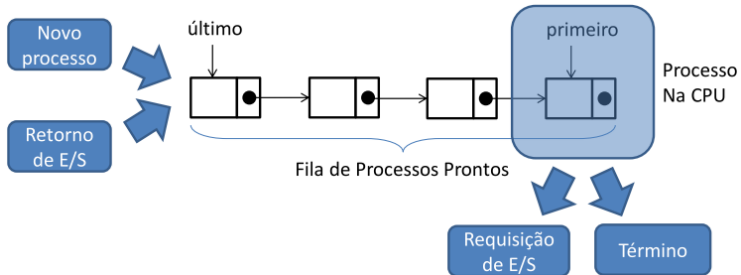 Novo
processo
último
primeiro
Processo
Na CPU
Retorno
de E/S
Fila de Processos Prontos
Requisição
de E/S
Término